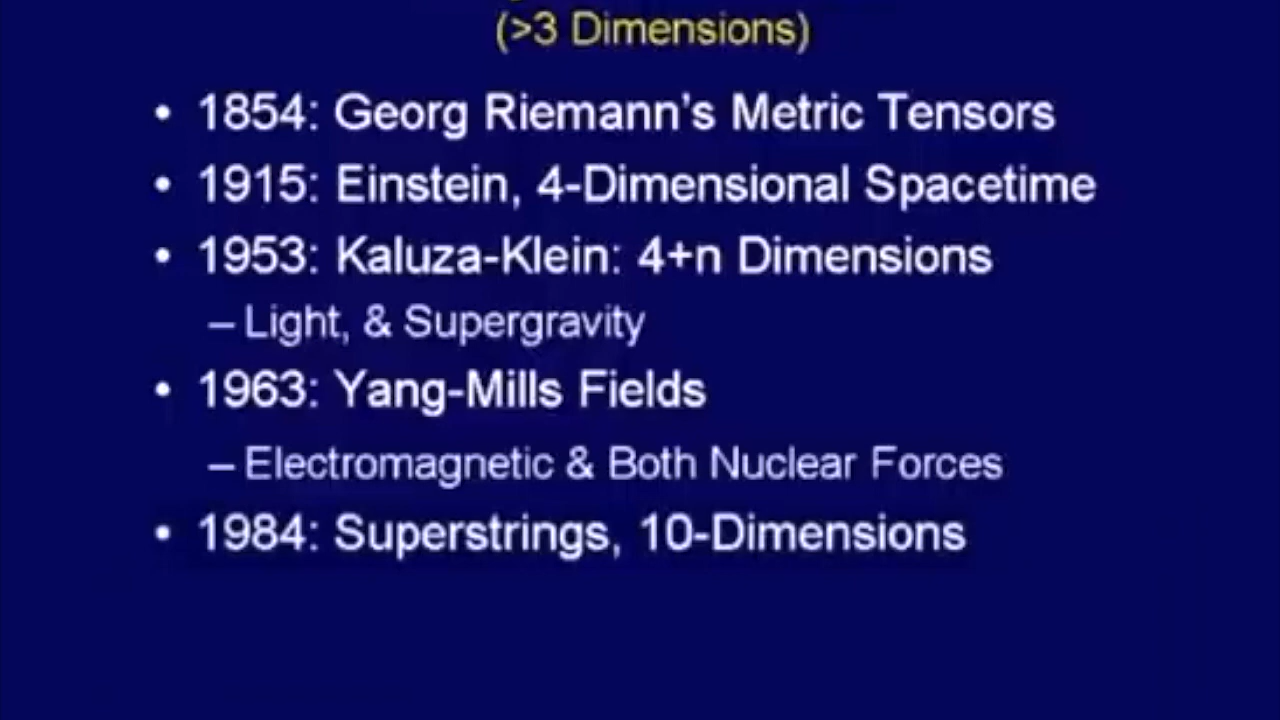 (>3 Dimensions)
• 1854: Georg Riemann's Metric Tensors
• 1915: Einstein, 4-Dimensional Spacetime
• 1953: Kaluza-Klein: 4+n Dimensions
– Light, & Supergravity
• 1963: Yang-Mills Fields
– Electromagnetic & Both Nuclear Forces
• 1984: Superstrings, 10-Dimensions